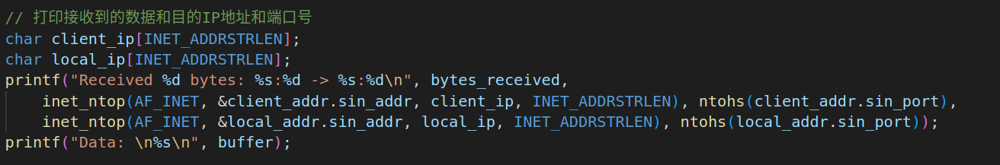 // 打印接收到的数据和目的IP地址和端口号
char client_ip[INET_ADDRSTRLEN];
char local_ip[INET_ADDRSTRLEN];
printf("Received %d bytes: %s:%d -> %s:%d\n", bytes_received,
    inet_ntop(AF_INET, &client_addr.sin_addr, client_ip, INET_ADDRSTRLEN), ntohs(client_addr.sin_port),
    inet_ntop(AF_INET, &local_addr.sin_addr, local_ip, INET_ADDRSTRLEN), ntohs(local_addr.sin_port));
printf("Data: \n%s\n", buffer);